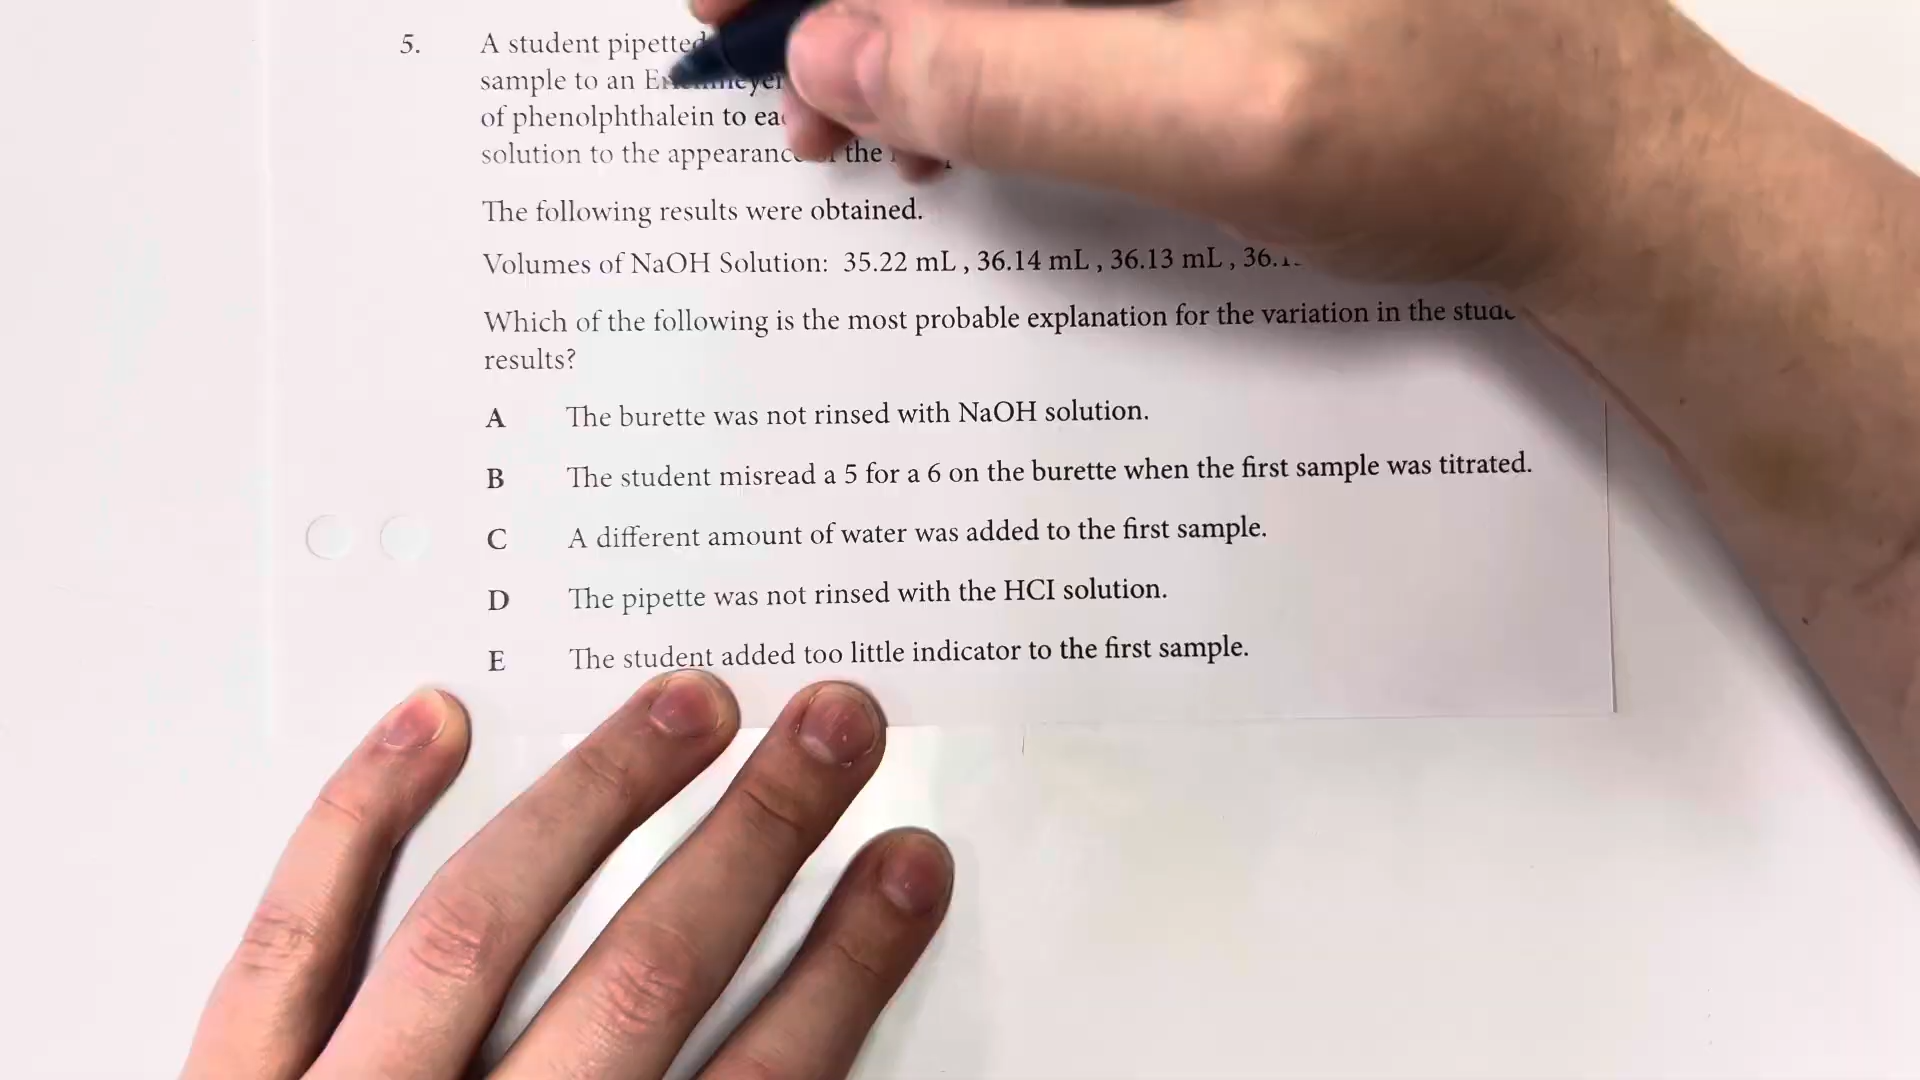 5. A student pipetted
sample to an
of phenolphthalein to
solution to the appearance of the
The following results were obtained.
Volumes of NaOH Solution: 35.22 mL , 36.14 mL , 36.13 mL ,
Which of the following is the most probable explanation for the variation in the
results?
A The burette was not rinsed with NaOH solution.
B The student misread a 5 for a 6 on the burette when the first sample was titrated.
C A different amount of water was added to the first sample.
D The pipette was not rinsed with the HCI solution.
E The student added too little indicator to the first sample.